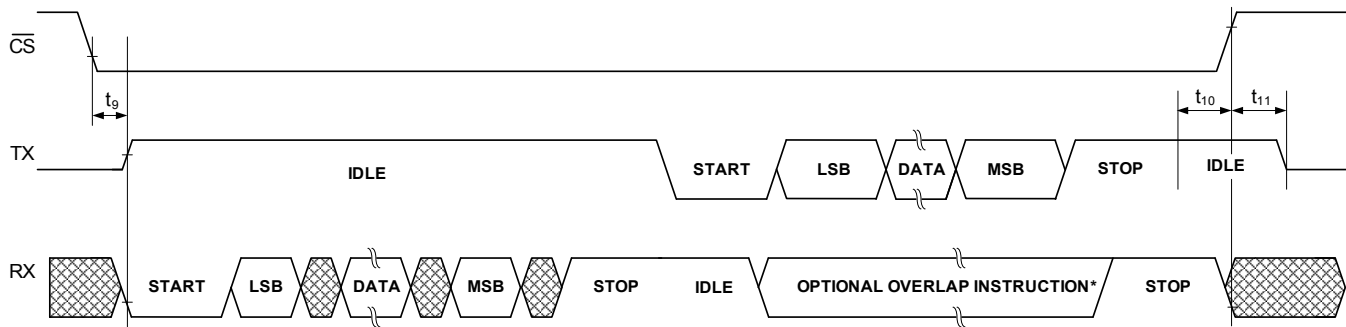 C̅S̅
t₉
t₁₀ t₁₁
TX IDLE START LSB DATA MSB STOP IDLE
RX START LSB DATA MSB STOP IDLE OPTIONAL OVERLAP INSTRUCTION* STOP